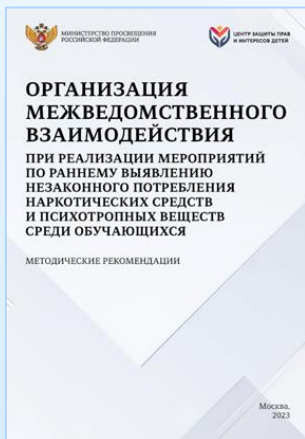 МИНИСТЕРСТВО ПРОСВЕЩЕНИЯ
РОССИЙСКОЙ ФЕДЕРАЦИИ
ЦЕНТР ЗАЩИТЫ ПРАВ
И ИНТЕРЕСОВ ДЕТЕЙ
ОРГАНИЗАЦИЯ
МЕЖВЕДОМСТВЕННОГО
ВЗАИМОДЕЙСТВИЯ
ПРИ РЕАЛИЗАЦИИ МЕРОПРИЯТИЙ
ПО РАННЕМУ ВЫЯВЛЕНИЮ
НЕЗАКОННОГО ПОТРЕБЛЕНИЯ
НАРКОТИЧЕСКИХ СРЕДСТВ
И ПСИХОТРОПНЫХ ВЕЩЕСТВ
СРЕДИ ОБУЧАЮЩИХСЯ
МЕТОДИЧЕСКИЕ РЕКОМЕНДАЦИИ
Москва,
2023